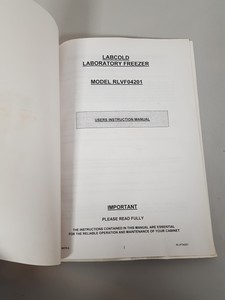 LABCOLD
LABORATORY FREEZER
MODEL RLVF04201
USERS INSTRUCTION MANUAL
IMPORTANT
PLEASE READ FULLY
THE INSTRUCTIONS CONTAINED IN THIS MANUAL ARE ESSENTIAL
FOR THE RELIABLE OPERATION AND MAINTENANCE OF YOUR CABINET